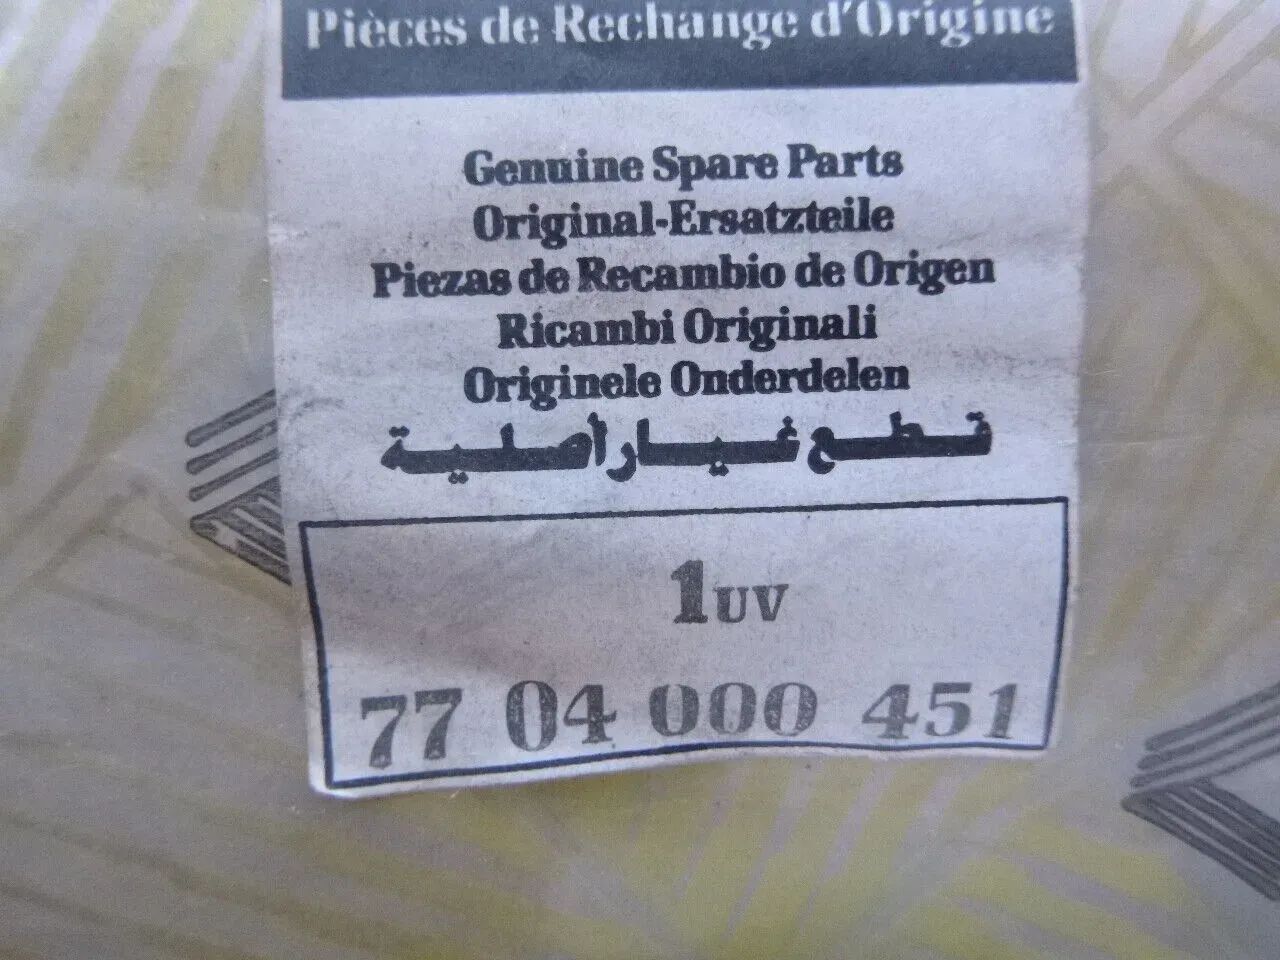 Pièces de Rechange d'Origine
Genuine Spare Parts
Original-Ersatzteile
Piezas de Recambio de Origen
Ricambi Originali
Originele Onderdelen
قطع غيار أصلية
1UV
77 04 000 451